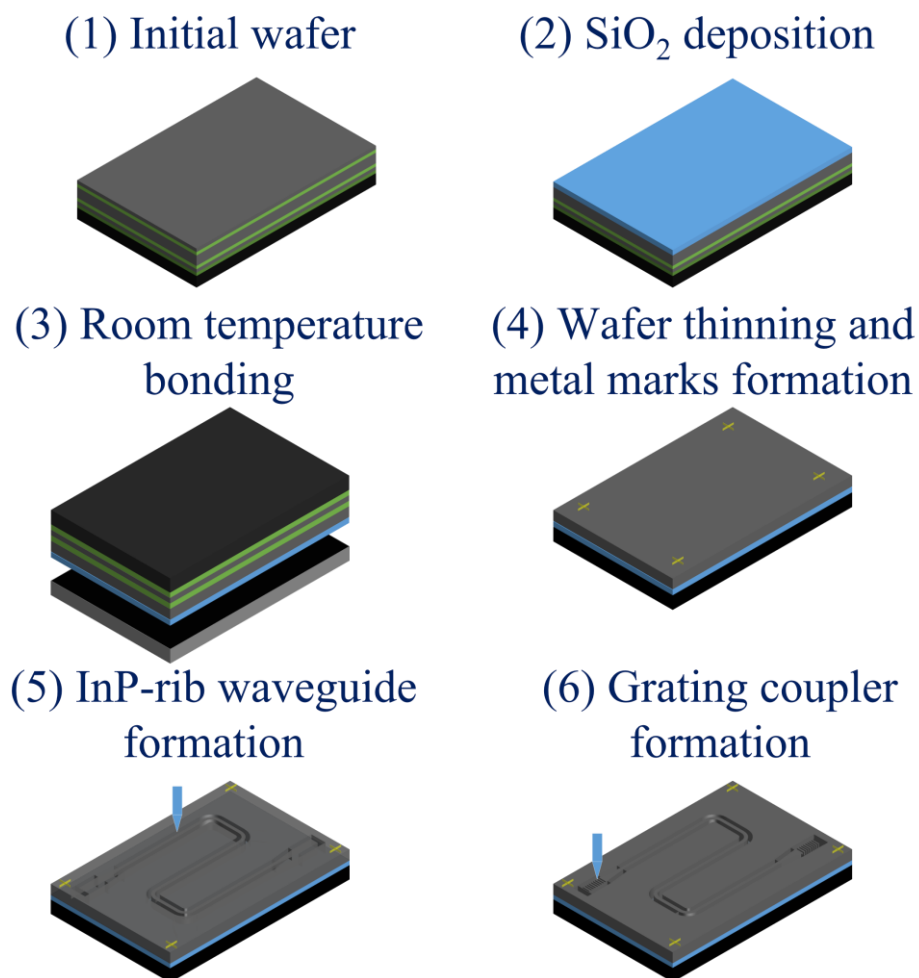 (1) Initial wafer
(2) SiO₂ deposition
(3) Room temperature
bonding
(4) Wafer thinning and
metal marks formation
(5) InP-rib waveguide
formation
(6) Grating coupler
formation